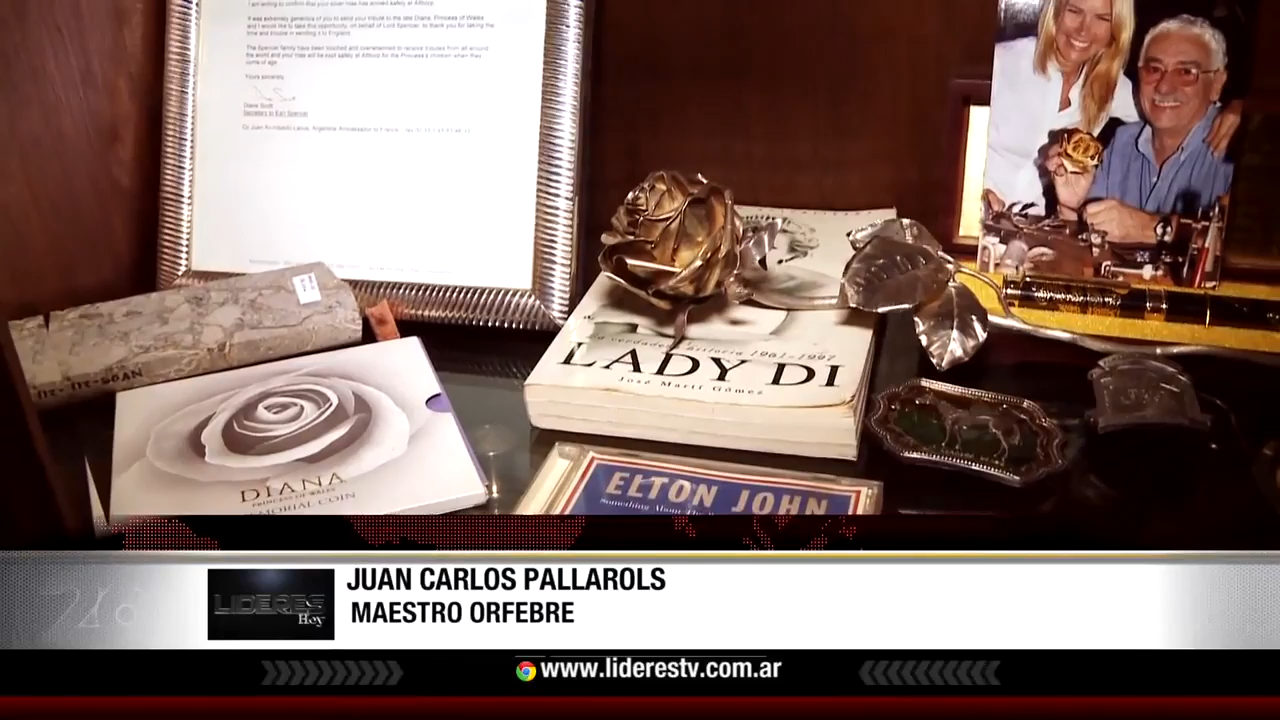 I am writing to confirm that your silver rose has arrived safely at Althorp.
It was extremely generous of you to send your tribute to the late Diana, Princess of Wales
and I would like to take this opportunity, on behalf of Lord Spencer, to thank you for taking the
time and trouble in sending it to England.
The Spencer family have been touched and overwhelmed to receive tributes from all around
the world and your rose will be kept safely at Althorp for the Princess's children when they
come of age.
Yours sincerely,
Diana Scott
Secretary to Earl Spencer
LADY DI
José Martí Gómez
DIANA
PRINCESS OF WALES
MEMORIAL COIN
ELTON JOHN
Something About The
LIDERES
Hoy
JUAN CARLOS PALLAROLS
MAESTRO ORFEBRE
www.liderestv.com.ar